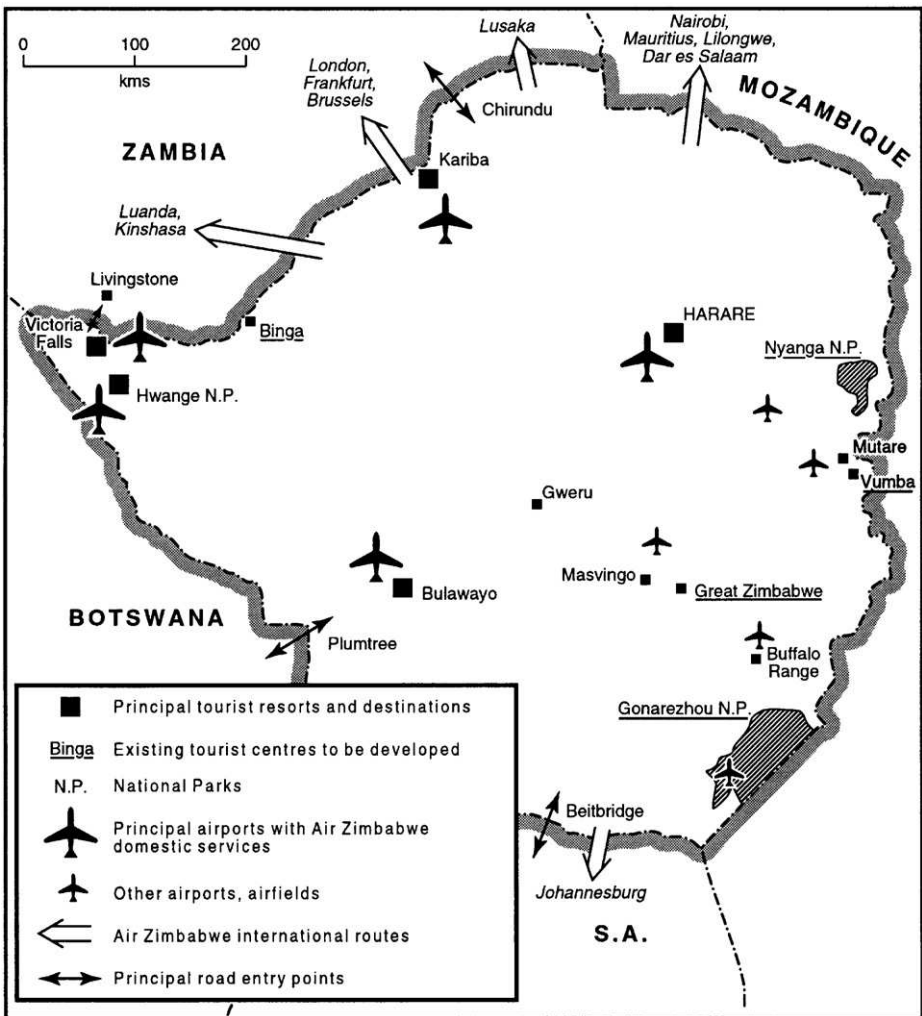 0 100 200
kms
Lusaka
Nairobi,
Mauritius, Lilongwe,
Dar es Salaam
London,
Frankfurt,
Brussels
Chirundu
MOZAMBIQUE
ZAMBIA
Kariba
Luanda,
Kinshasa
Livingstone
Victoria
Falls
Binga
HARARE
Nyanga N.P.
Hwange N.P.
Mutare
Vumba
Gweru
Masvingo
Great Zimbabwe
Bulawayo
BOTSWANA
Plumtree
Buffalo
Range
Gonarezhou N.P.
Principal tourist resorts and destinations
Binga Existing tourist centres to be developed
N.P. National Parks
Principal airports with Air Zimbabwe
domestic services
Other airports, airfields
Air Zimbabwe international routes
Principal road entry points
Beitbridge
Johannesburg
S.A.